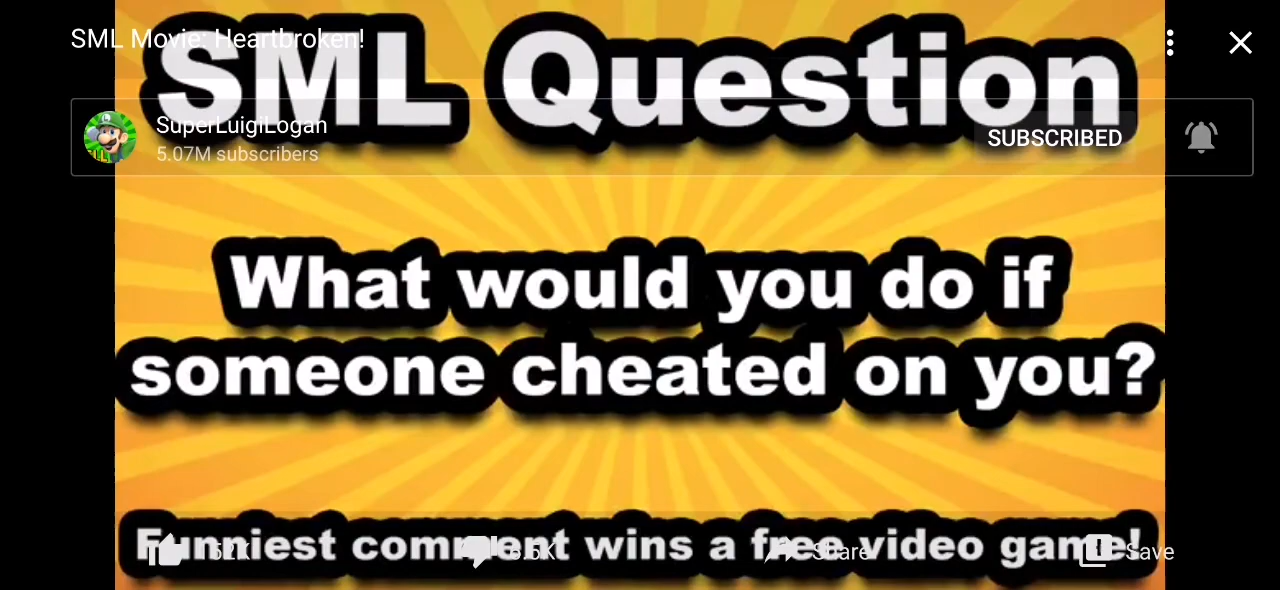 SML Movie: Heartbroken!
SML Question
SuperLuigiLogan
5.07M subscribers
SUBSCRIBED
What would you do if
someone cheated on you?
Funniest comment wins a free video game!
52K
Share
Save